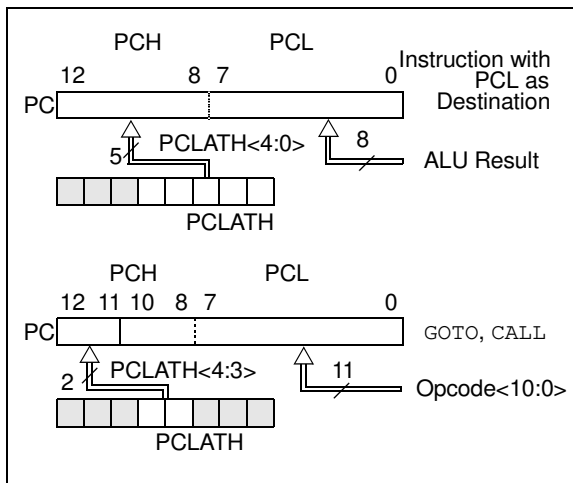 PCH PCL
12 8 7 0
Instruction with
PCL as
Destination
PC
5 PCLATH<4:0> 8
ALU Result
PCLATH
PCH PCL
12 11 10 8 7 0
PC GOTO, CALL
2 PCLATH<4:3> 11
Opcode<10:0>
PCLATH